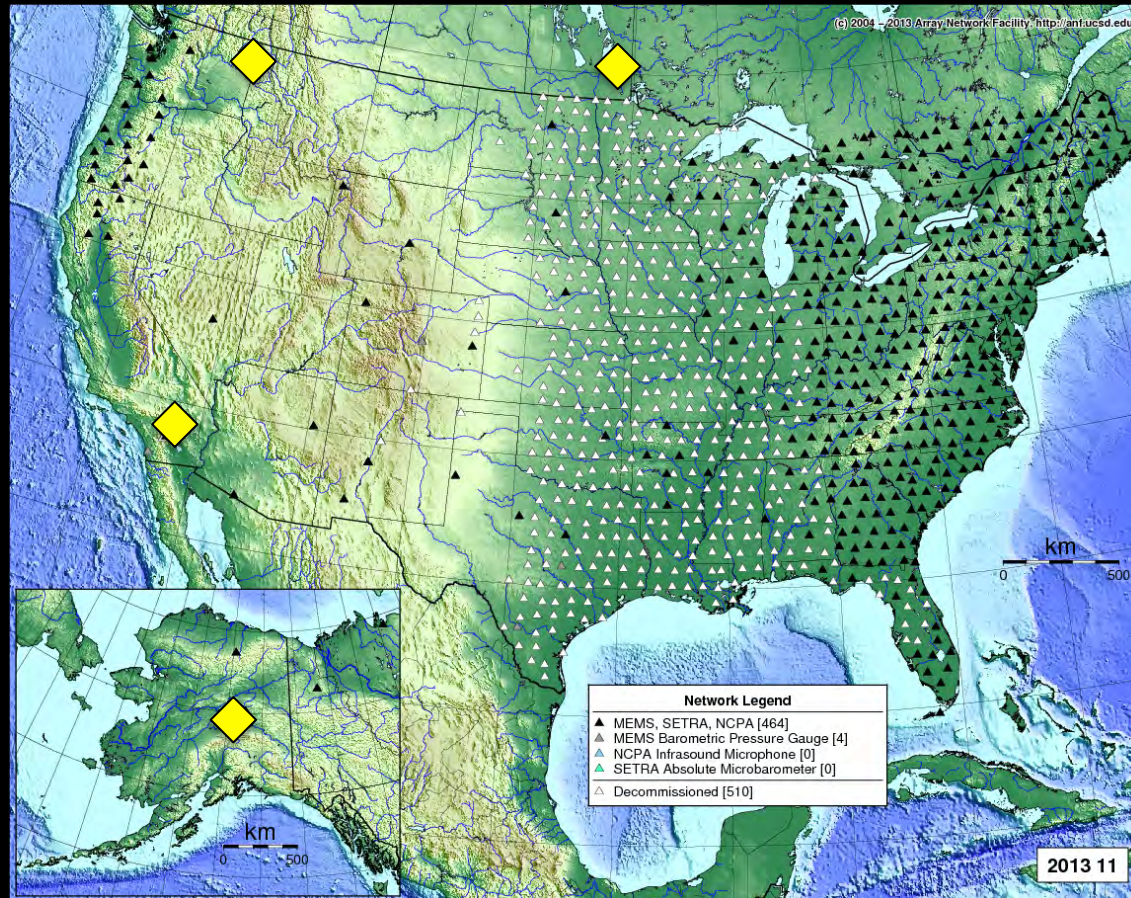 (c) 2004 – 2013 Array Network Facility, http://anf.ucsd.edu
km
0 500
Network Legend
MEMS, SETRA, NCPA [464]
MEMS Barometric Pressure Gauge [4]
NCPA Infrasound Microphone [0]
SETRA Absolute Microbarometer [0]
Decommissioned [510]
km
0 500
2013 11